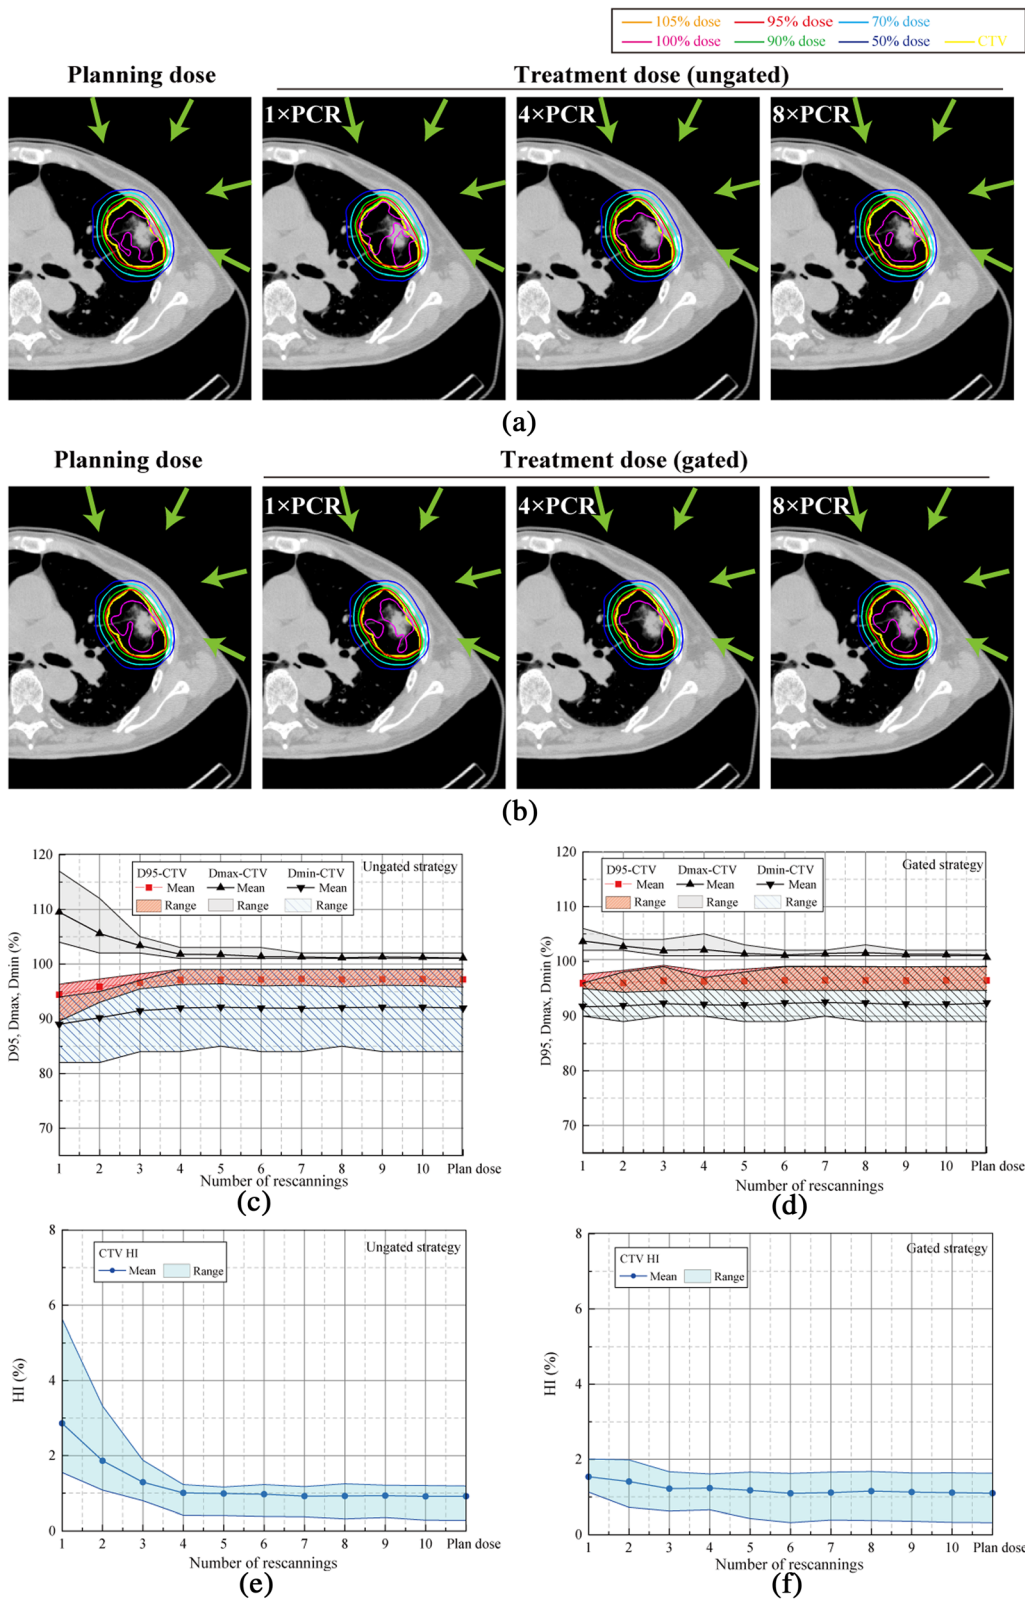 105% dose 95% dose 70% dose
100% dose 90% dose 50% dose CTV
Planning dose Treatment dose (ungated)
1×PCR 4×PCR 8×PCR
(a)
Planning dose Treatment dose (gated)
1×PCR 4×PCR 8×PCR
(b)
Ungated strategy
D95-CTV Dmax-CTV Dmin-CTV
Mean Mean Mean
Range Range Range
D95, Dmax, Dmin (%)
120
110
100
90
80
70
1 2 3 4 5 6 7 8 9 10 Plan dose
Number of rescannings
(c)
Gated strategy
D95-CTV Dmax-CTV Dmin-CTV
Mean Mean Mean
Range Range Range
D95, Dmax, Dmin (%)
120
110
100
90
80
70
1 2 3 4 5 6 7 8 9 10 Plan dose
Number of rescannings
(d)
Ungated strategy
CTV HI
Mean Range
HI (%)
8
6
4
2
0
1 2 3 4 5 6 7 8 9 10 Plan dose
Number of rescannings
(e)
Gated strategy
CTV HI
Mean Range
HI (%)
8
6
4
2
0
1 2 3 4 5 6 7 8 9 10 Plan dose
Number of rescannings
(f)